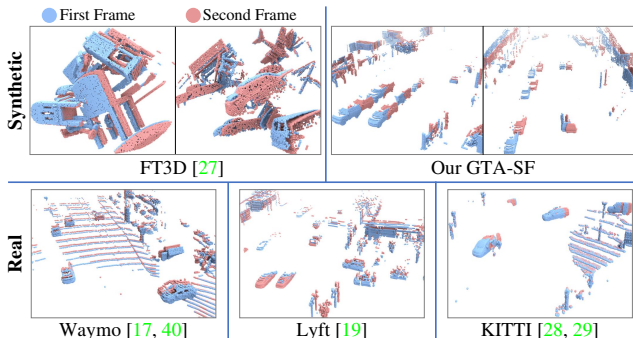 First Frame
Second Frame
Synthetic
FT3D [27]
Our GTA-SF
Real
Waymo [17, 40]
Lyft [19]
KITTI [28, 29]